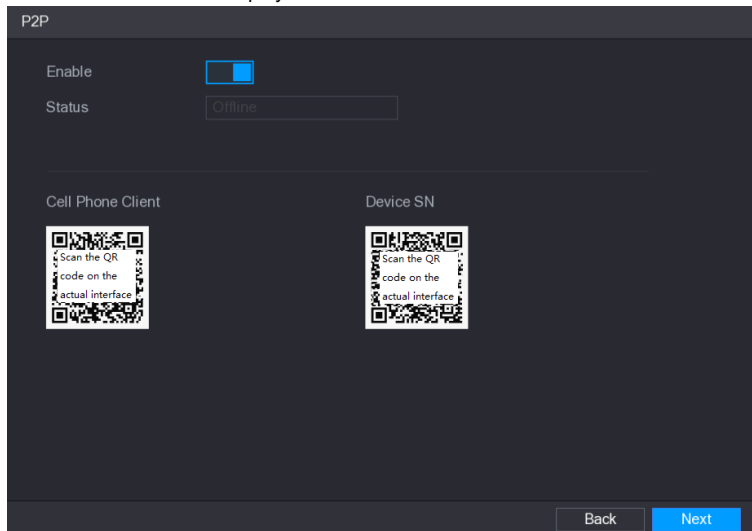 P2P
Enable
Status
Offline
Cell Phone Client
Device SN
Scan the QR
code on the
actual interface
Scan the QR
code on the
actual interface
Back
Next